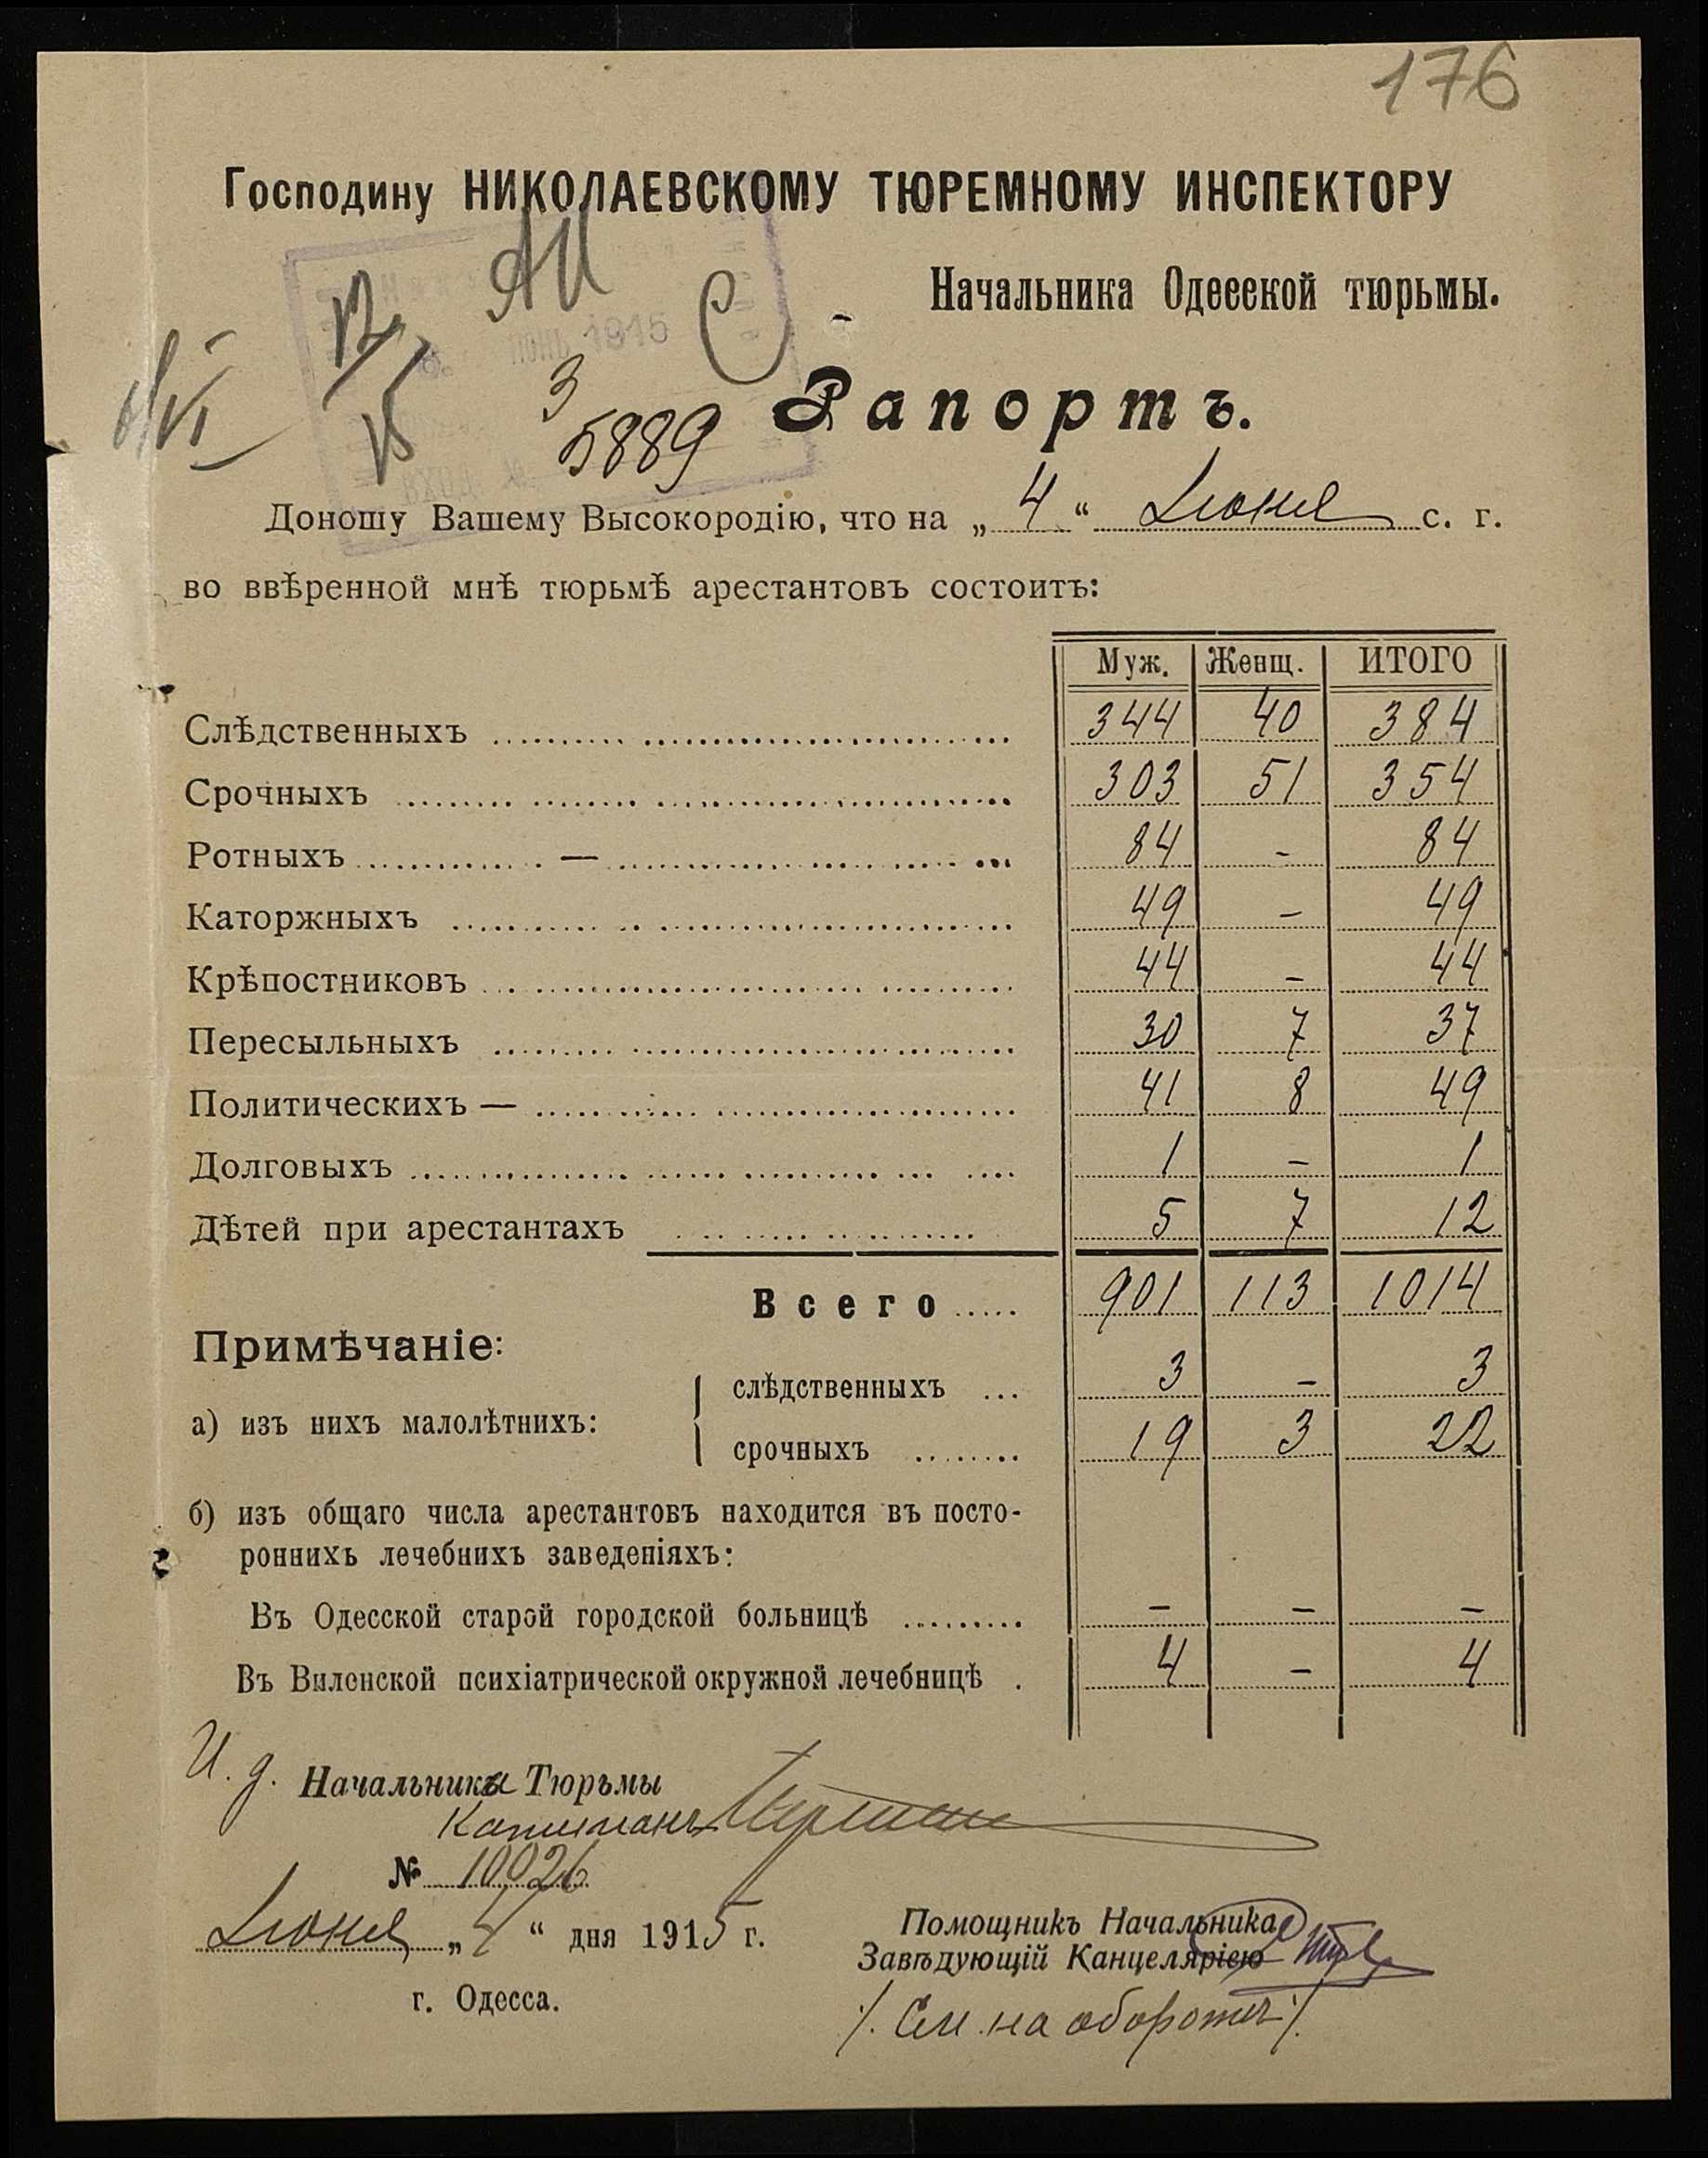 176
Господину НИКОЛАЕВСКОМУ ТЮРЕМНОМУ ИНСПЕКТОРУ
Начальника Одесской тюрьмы.
ІЮНЬ 1915
ВХОД. №
3
5889
Рапортъ.
Доношу Вашему Высокородію, что на „ 4 “ Іюня с. г.
во ввѣренной мнѣ тюрьмѣ арестантовъ состоитъ:
Муж. Женщ. ИТОГО
Слѣдственныхъ 344 40 384
Срочныхъ 303 51 354
Ротныхъ — 84 - 84
Каторжныхъ 49 - 49
Крѣпостниковъ 44 - 44
Пересыльныхъ 30 7 37
Политическихъ — 41 8 49
Долговыхъ 1 - 1
Дѣтей при арестантахъ 5 7 12
Всего 901 113 1014
Примѣчаніе:
а) изъ нихъ малолѣтнихъ:
слѣдственныхъ 3 - 3
срочныхъ 19 3 22
б) изъ общаго числа арестантовъ находится въ посто-
роннихъ лечебнихъ заведеніяхъ:
Въ Одесской старой городской больницѣ - - -
Въ Виленской психіатрической окружной лечебницѣ 4 - 4
И. д. Начальника Тюрьмы
Капитанъ
№ 10026
Іюня „ 4 “ дня 1915 г.
г. Одесса.
Помощникъ Начальника
Завѣдующій Канцеляріею
/. См. на оборотѣ /.